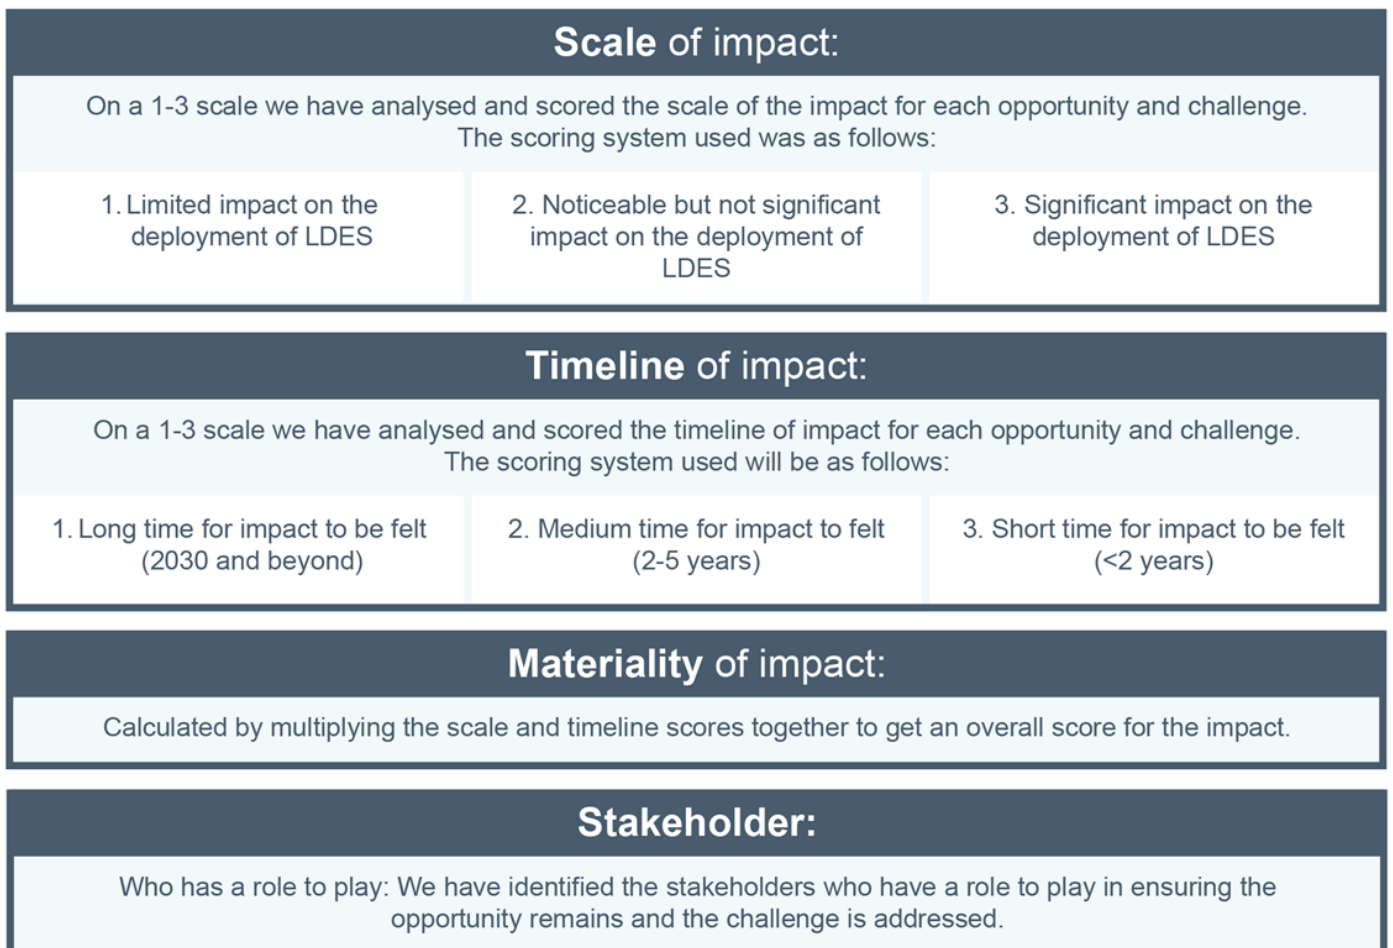 Scale of impact:
On a 1-3 scale we have analysed and scored the scale of the impact for each opportunity and challenge.
The scoring system used was as follows:
1. Limited impact on the
deployment of LDES
2. Noticeable but not significant
impact on the deployment of
LDES
3. Significant impact on the
deployment of LDES
Timeline of impact:
On a 1-3 scale we have analysed and scored the timeline of impact for each opportunity and challenge.
The scoring system used will be as follows:
1. Long time for impact to be felt
(2030 and beyond)
2. Medium time for impact to felt
(2-5 years)
3. Short time for impact to be felt
(<2 years)
Materiality of impact:
Calculated by multiplying the scale and timeline scores together to get an overall score for the impact.
Stakeholder:
Who has a role to play: We have identified the stakeholders who have a role to play in ensuring the
opportunity remains and the challenge is addressed.